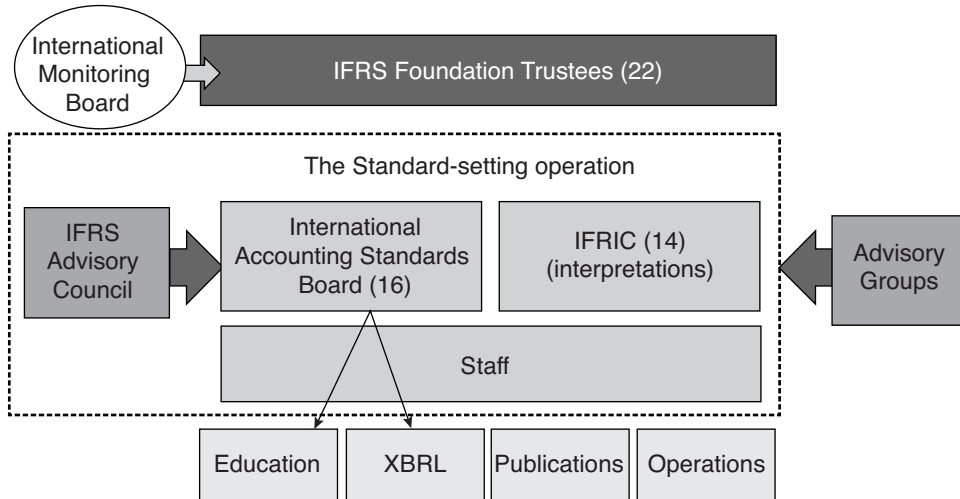 International
Monitoring
Board
IFRS Foundation Trustees (22)
The Standard-setting operation
IFRS
Advisory
Council
International
Accounting Standards
Board (16)
IFRIC (14)
(interpretations)
Advisory
Groups
Staff
Education
XBRL
Publications
Operations